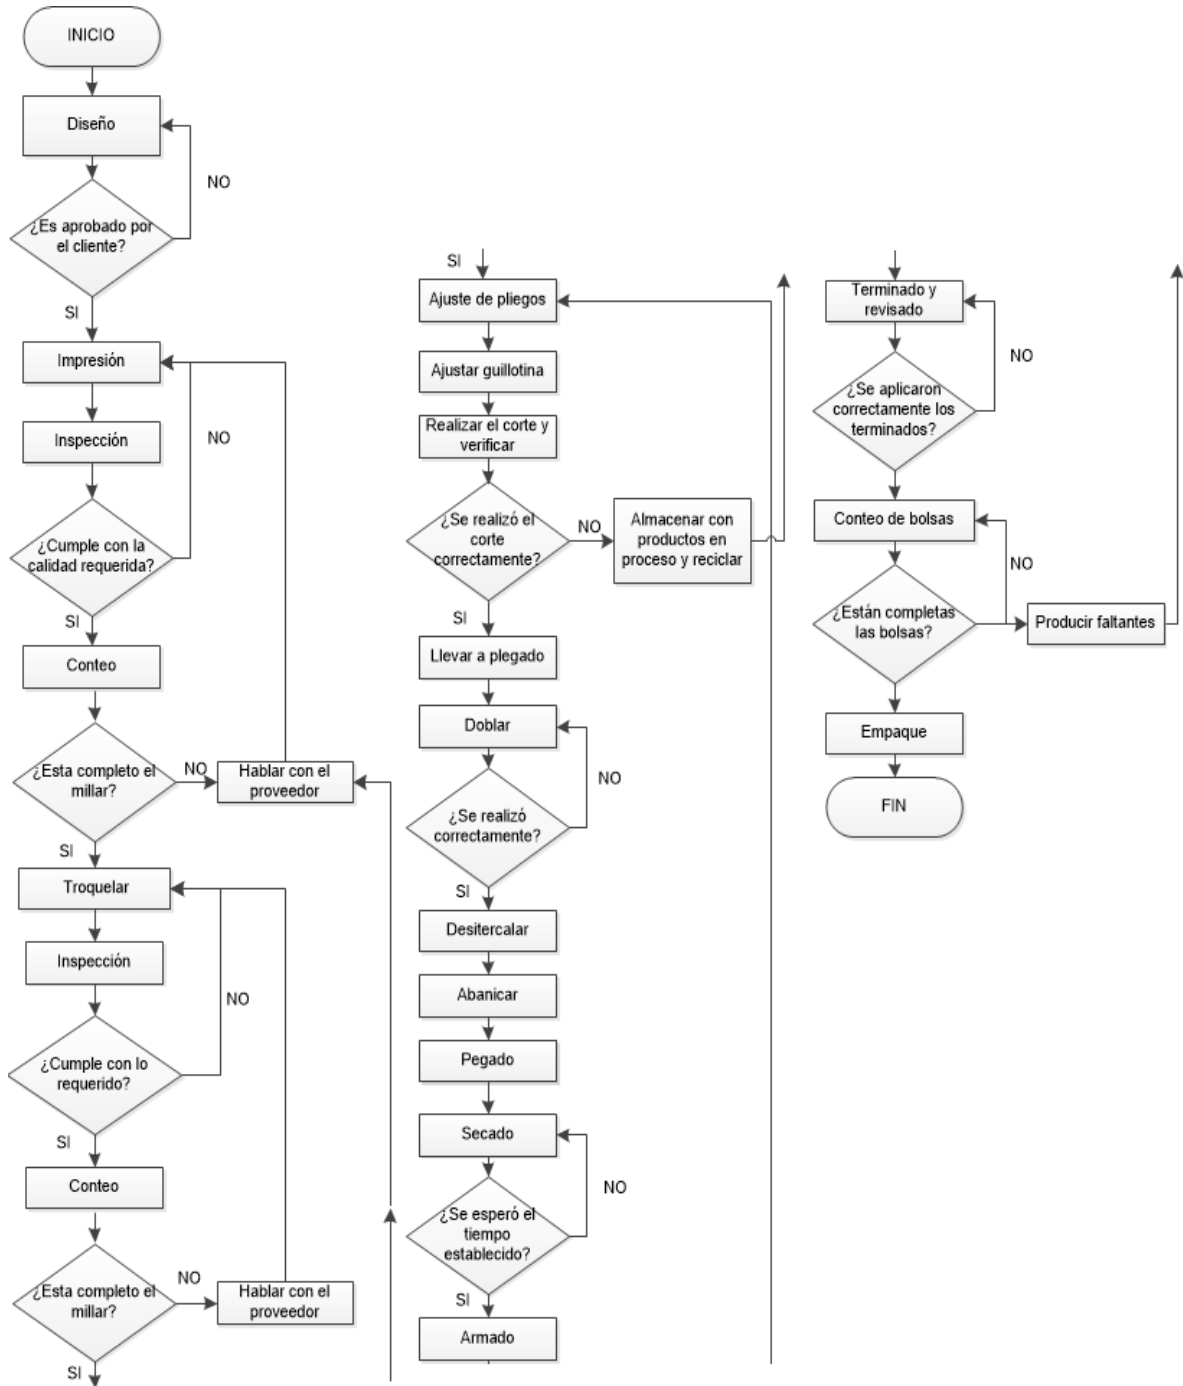 INICIO
Diseño
NO
¿Es aprobado por
el cliente?
SI
Impresión
Inspección
NO
¿Cumple con la
calidad requerida?
SI
Conteo
¿Esta completo el
millar?
NO
Hablar con el
proveedor
SI
Troquelar
Inspección
NO
¿Cumple con lo
requerido?
SI
Conteo
¿Esta completo el
millar?
NO
Hablar con el
proveedor
SI
SI
Ajuste de pliegos
Ajustar guillotina
Realizar el corte y
verificar
¿Se realizó el
corte
correctamente?
NO
Almacenar con
productos en
proceso y reciclar
SI
Llevar a plegado
Doblar
NO
¿Se realizó
correctamente?
SI
Desitercalar
Abanicar
Pegado
Secado
NO
¿Se esperó el
tiempo
establecido?
SI
Armado
Terminado y
revisado
NO
¿Se aplicaron
correctamente los
terminados?
Conteo de bolsas
NO
¿Están completas
las bolsas?
Producir faltantes
Empaque
FIN